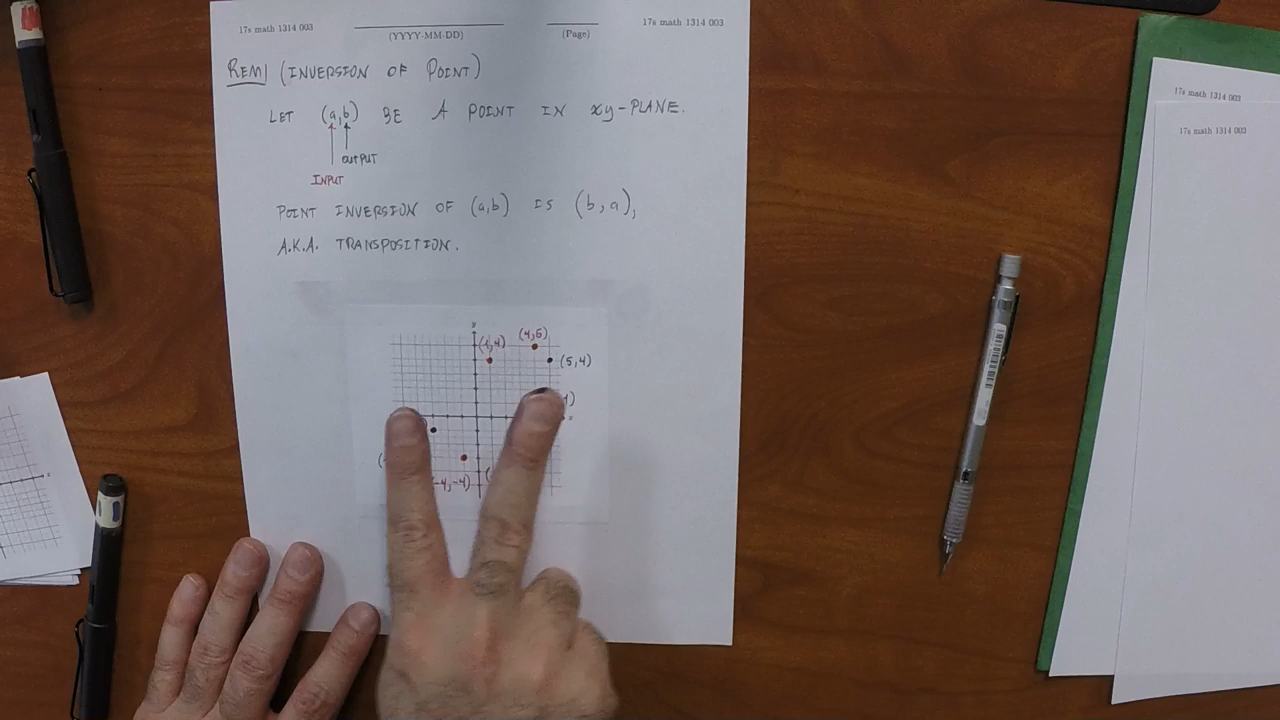 17s math 1314 003
(YYYY-MM-DD)
(Page)
17s math 1314 003
REM (INVERSION OF POINT)
LET (a,b) BE A POINT IN xy-PLANE.
OUTPUT
INPUT
POINT INVERSION OF (a,b) IS (b,a),
A.K.A. TRANSPOSITION.
(1,4)
(4,5)
(5,4)
-4,-4)
17s math 1314 003
17s math 1314 003